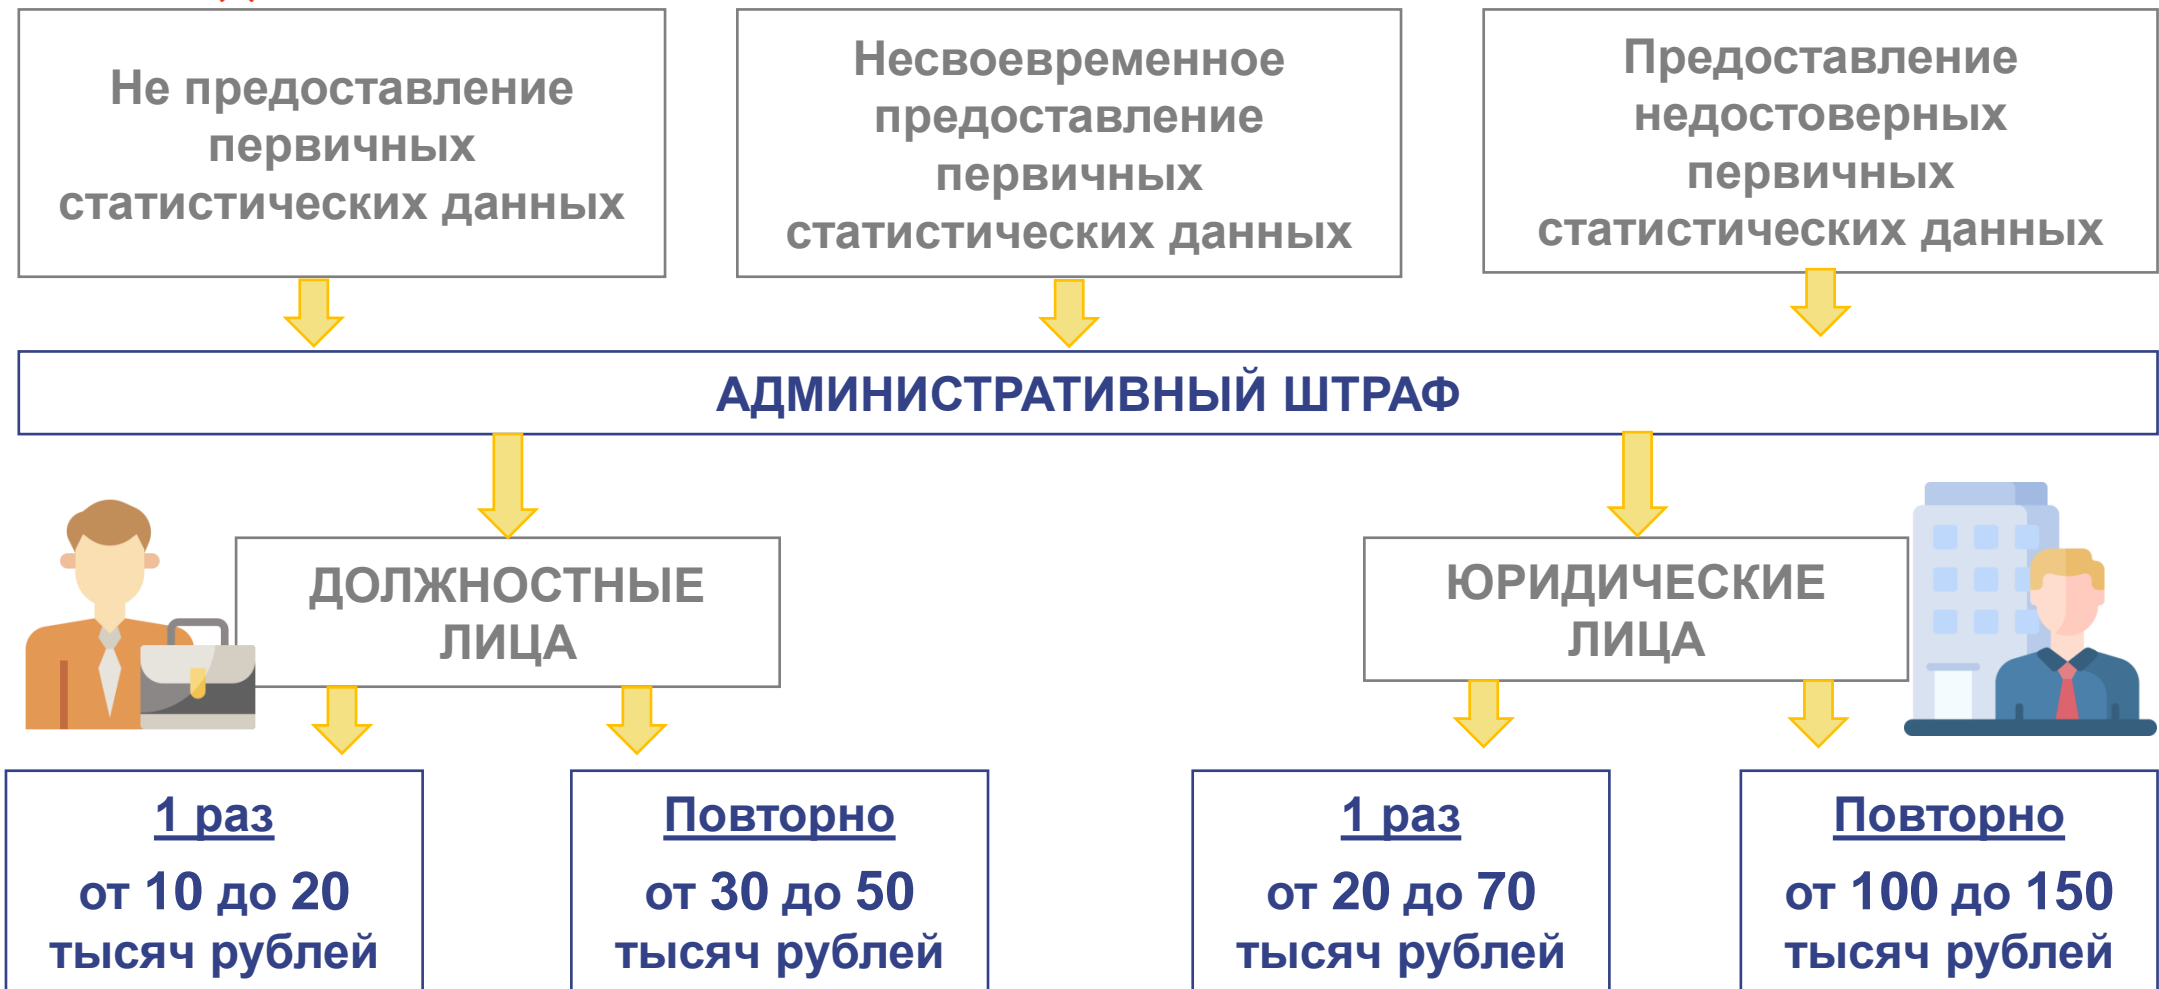 Не предоставление
первичных
статистических данных
Несвоевременное
предоставление
первичных
статистических данных
Предоставление
недостоверных
первичных
статистических данных
АДМИНИСТРАТИВНЫЙ ШТРАФ
ДОЛЖНОСТНЫЕ
ЛИЦА
ЮРИДИЧЕСКИЕ
ЛИЦА
1 раз
от 10 до 20
тысяч рублей
Повторно
от 30 до 50
тысяч рублей
1 раз
от 20 до 70
тысяч рублей
Повторно
от 100 до 150
тысяч рублей